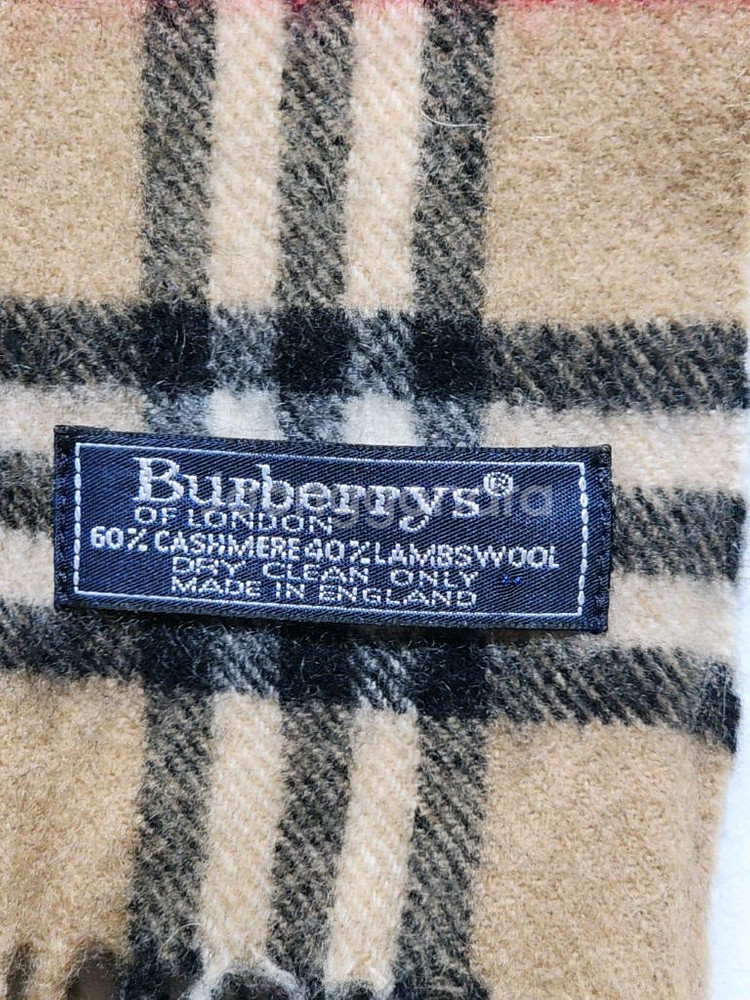 Burberrys®
OF LONDON
60% CASHMERE 40% LAMBSWOOL
DRY CLEAN ONLY
MADE IN ENGLAND